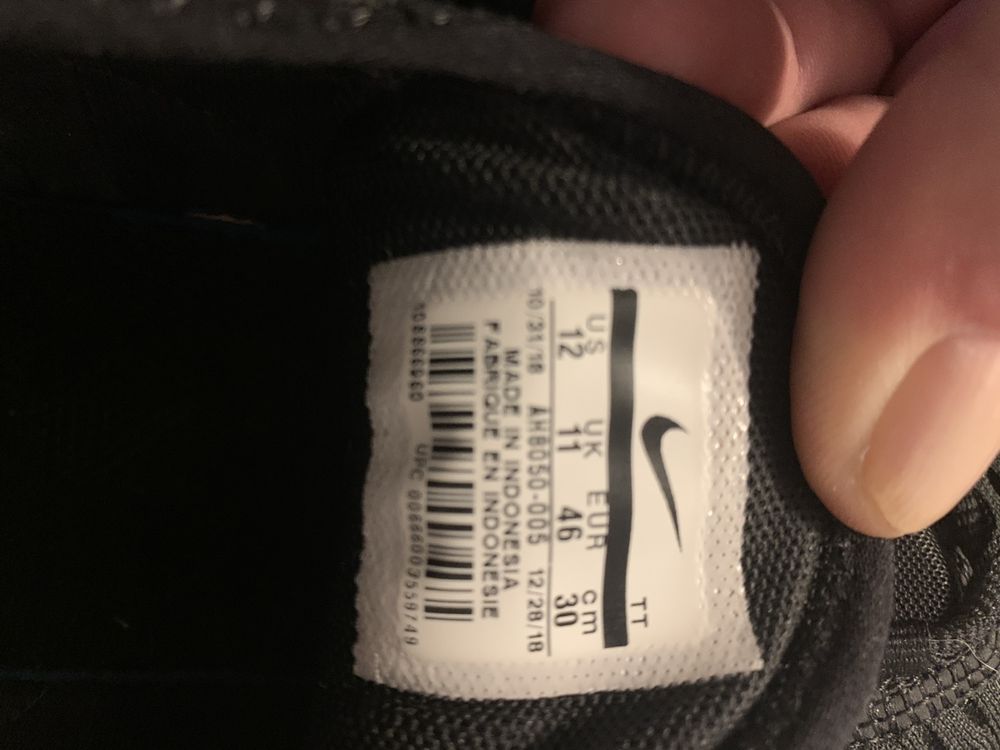 TT
US UK EUR cm
12 11 46 30
10/31/18 AH8050-005 12/28/18
MADE IN INDONESIA
FABRIQUE EN INDONESIE
UPC